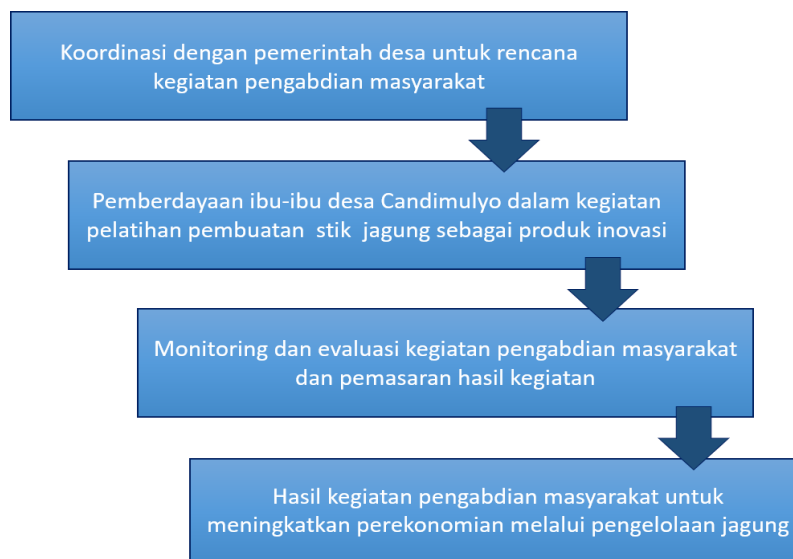 Koordinasi dengan pemerintah desa untuk rencana
kegiatan pengabdian masyarakat
Pemberdayaan ibu-ibu desa Candimulyo dalam kegiatan
pelatihan pembuatan stik jagung sebagai produk inovasi
Monitoring dan evaluasi kegiatan pengabdian masyarakat
dan pemasaran hasil kegiatan
Hasil kegiatan pengabdian masyarakat untuk
meningkatkan perekonomian melalui pengelolaan jagung